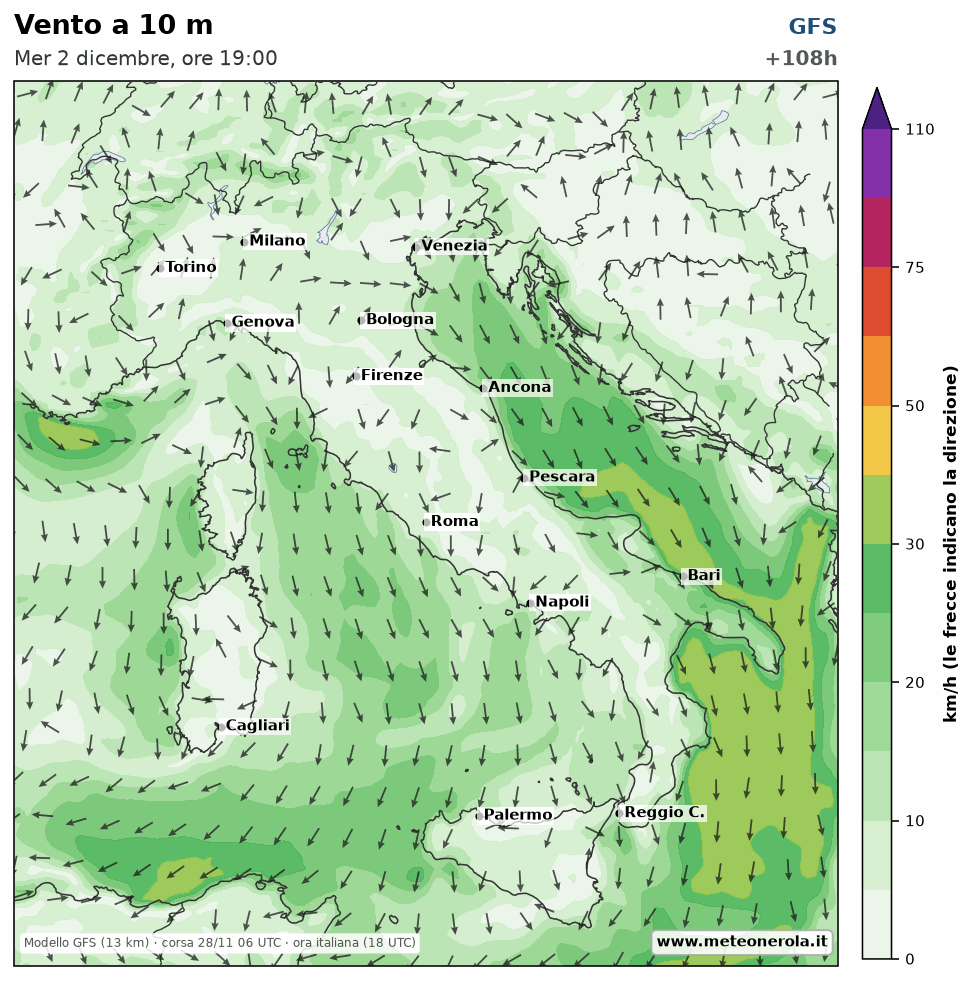 Vento a 10 m
GFS
Mer 2 dicembre, ore 19:00
+108h
Milano
Venezia
Torino
Genova
Bologna
Firenze
Ancona
Pescara
Roma
Bari
Napoli
Cagliari
Palermo
Reggio C.
110
75
50
30
20
10
0
km/h (le frecce indicano la direzione)
Modello GFS (13 km) · corsa 28/11 06 UTC · ora italiana (18 UTC)
www.meteonerola.it